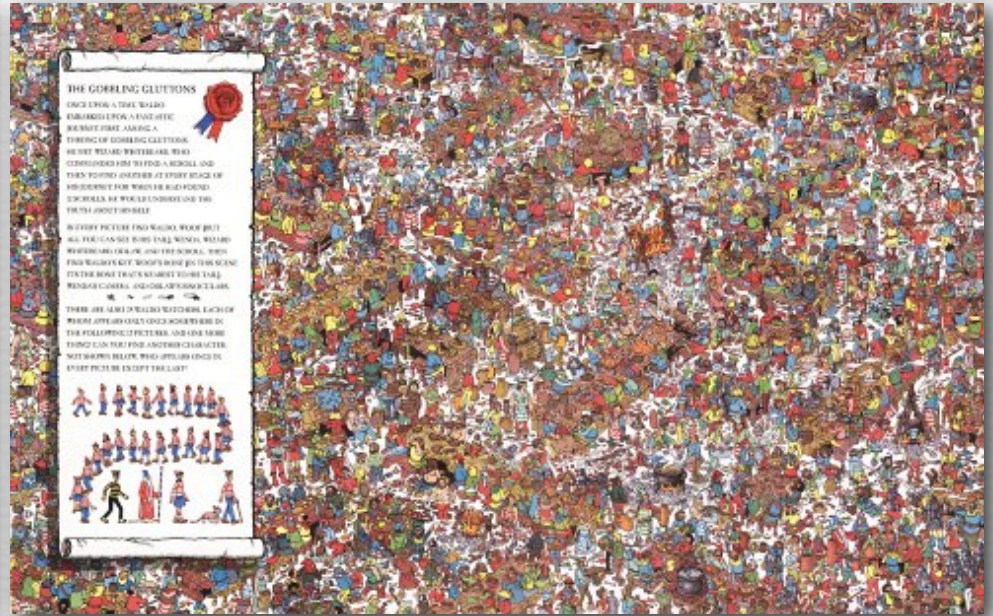 THE GOBBLING GLUTTONS
ONCE UPON A TIME, WALDO
EMBARKED UPON A FANTASTIC
JOURNEY. FIRST, AMONG A
THRONG OF GOBBLING GLUTTONS,
HE MET WIZARD WHITEBEARD, WHO
COMMANDED HIM TO FIND A SCROLL AND
THEN TO FIND ANOTHER AT EVERY STAGE OF
HIS JOURNEY. FOR WHEN HE HAD FOUND
12 SCROLLS, HE WOULD UNDERSTAND THE
TRUTH ABOUT HIMSELF.
IN EVERY PICTURE FIND WALDO, WOOF (BUT
ALL YOU CAN SEE IS HIS TAIL), WENDA, WIZARD
WHITEBEARD, ODLAW, AND THE SCROLL. THEN
FIND WALDO'S KEY, WOOF'S BONE (IN THIS SCENE
IT'S THE BONE THAT'S NEAREST TO HIS TAIL),
WENDA'S CAMERA, AND ODLAW'S BINOCULARS.
THERE ARE ALSO 25 WALDO-WATCHERS, EACH OF
WHOM APPEARS ONLY ONCE SOMEWHERE IN
THE FOLLOWING 12 PICTURES. AND ONE MORE
THING! CAN YOU FIND ANOTHER CHARACTER,
NOT SHOWN BELOW, WHO APPEARS ONCE IN
EVERY PICTURE EXCEPT THE LAST?